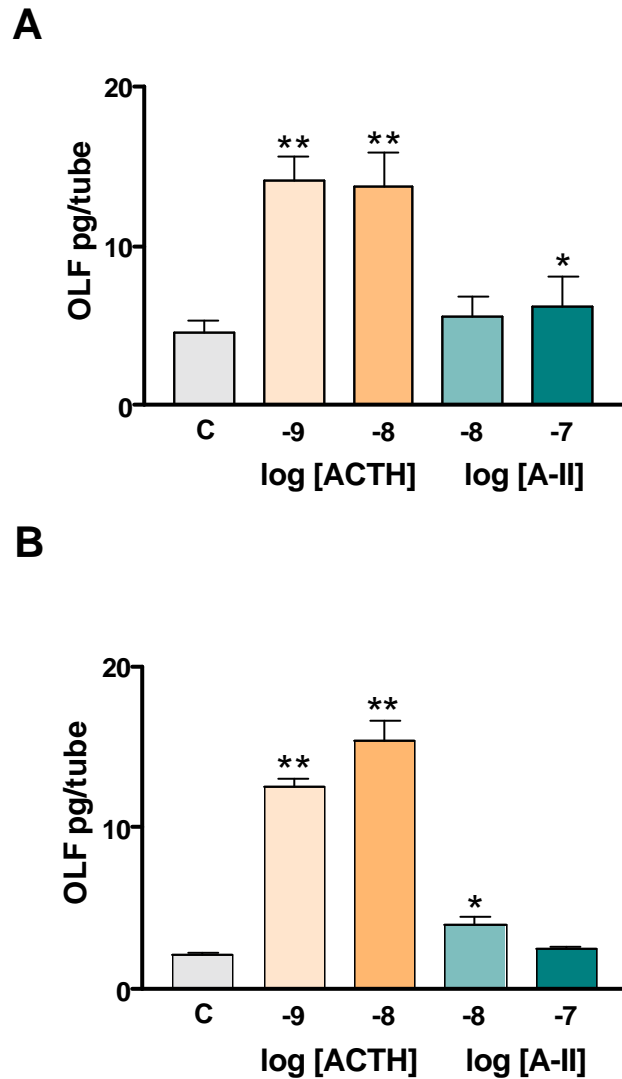 A
OLF pg/tube
20
10
0
** ** *
C -9 -8 -8 -7
log [ACTH] log [A-II]
B
OLF pg/tube
20
10
0
** ** *
C -9 -8 -8 -7
log [ACTH] log [A-II]